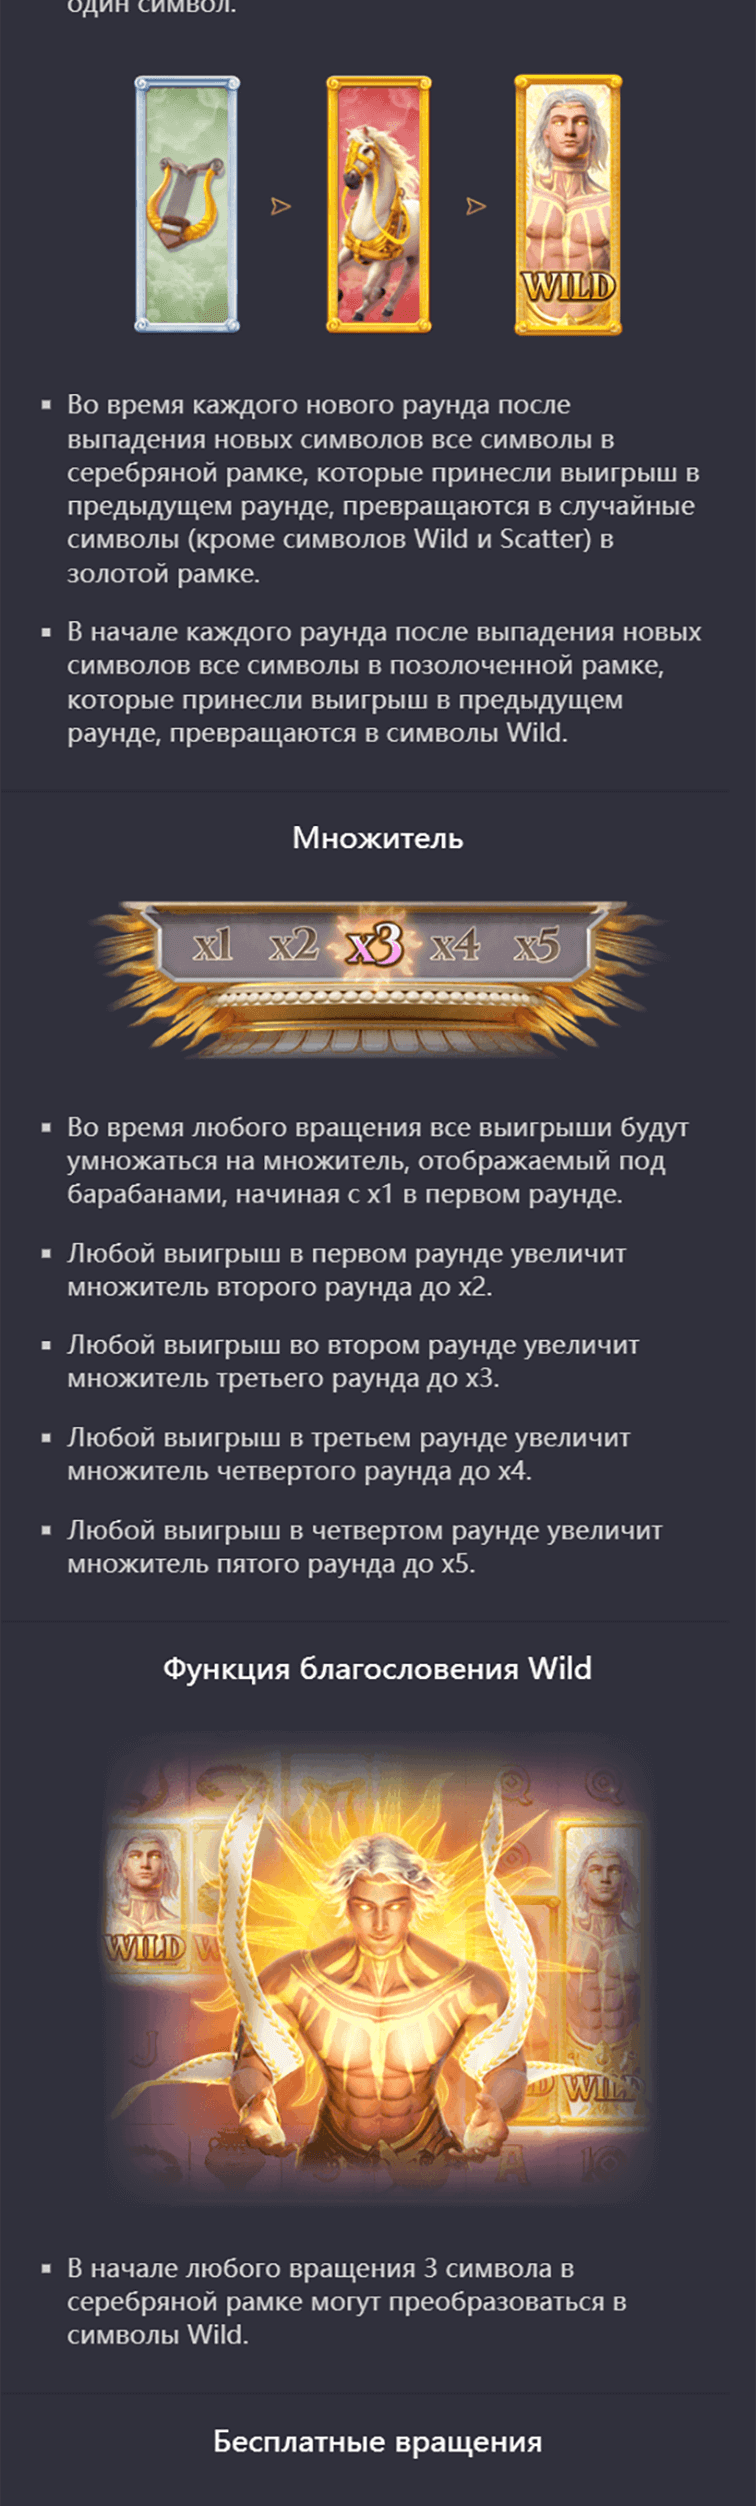 один символ.
WILD
Во время каждого нового раунда после
выпадения новых символов все символы в
серебряной рамке, которые принесли выигрыш в
предыдущем раунде, превращаются в случайные
символы (кроме символов Wild и Scatter) в
золотой рамке.
В начале каждого раунда после выпадения новых
символов все символы в позолоченной рамке,
которые принесли выигрыш в предыдущем
раунде, превращаются в символы Wild.
Множитель
x1 x2 x3 x4 x5
Во время любого вращения все выигрыши будут
умножаться на множитель, отображаемый под
барабанами, начиная с x1 в первом раунде.
Любой выигрыш в первом раунде увеличит
множитель второго раунда до x2.
Любой выигрыш во втором раунде увеличит
множитель третьего раунда до x3.
Любой выигрыш в третьем раунде увеличит
множитель четвертого раунда до x4.
Любой выигрыш в четвертом раунде увеличит
множитель пятого раунда до x5.
Функция благословения Wild
Q Q
WILD W
J
D WILD
A
В начале любого вращения 3 символа в
серебряной рамке могут преобразоваться в
символы Wild.
Бесплатные вращения